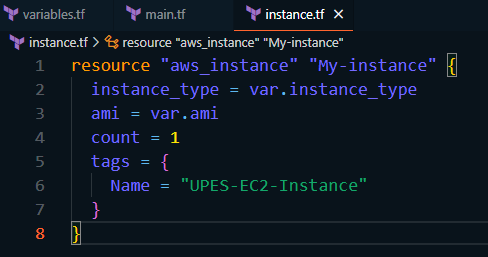 variables.tf main.tf instance.tf ×
instance.tf > resource "aws_instance" "My-instance"
1 resource "aws_instance" "My-instance" {
2 instance_type = var.instance_type
3 ami = var.ami
4 count = 1
5 tags = {
6 Name = "UPES-EC2-Instance"
7 }
8 }